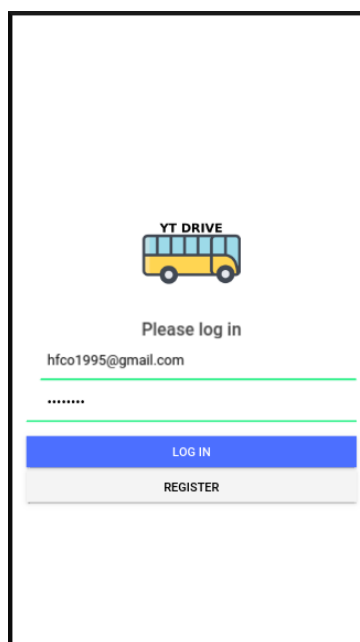 YT DRIVE
Please log in
hfco1995@gmail.com
••••••••
LOG IN
REGISTER